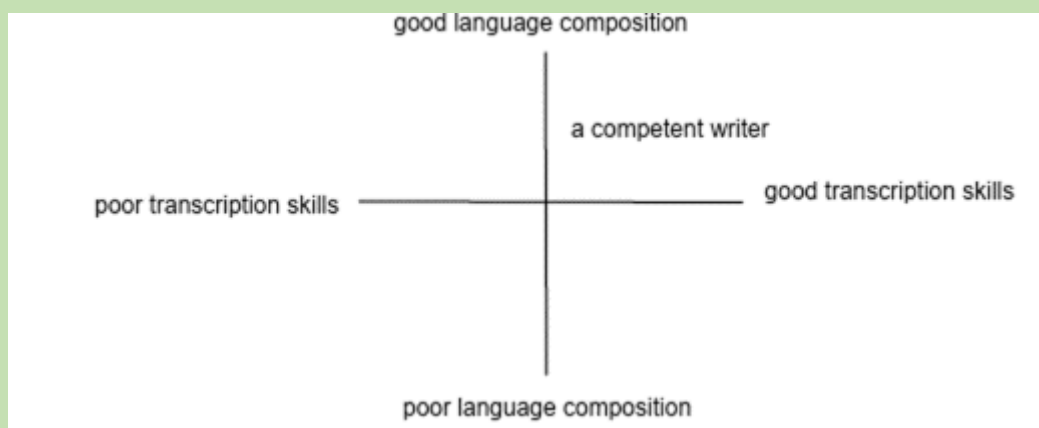 good language composition
a competent writer
poor transcription skills
good transcription skills
poor language composition